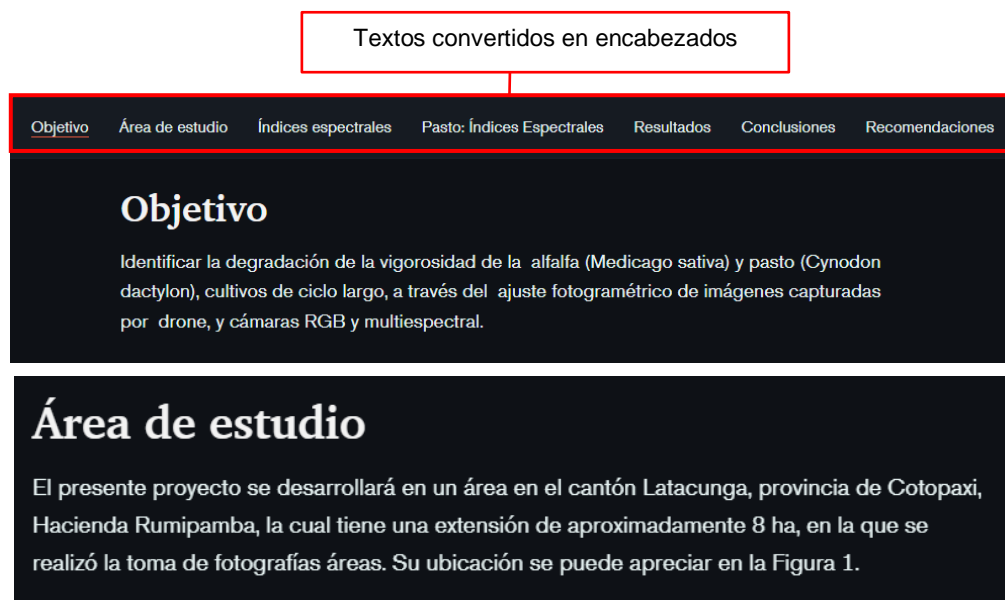 Textos convertidos en encabezados
Objetivo Área de estudio Índices espectrales Pasto: Índices Espectrales Resultados Conclusiones Recomendaciones
Objetivo
Identificar la degradación de la vigorosidad de la alfalfa (Medicago sativa) y pasto (Cynodon
dactylon), cultivos de ciclo largo, a través del ajuste fotogramétrico de imágenes capturadas
por drone, y cámaras RGB y multiespectral.
Área de estudio
El presente proyecto se desarrollará en un área en el cantón Latacunga, provincia de Cotopaxi,
Hacienda Rumipamba, la cual tiene una extensión de aproximadamente 8 ha, en la que se
realizó la toma de fotografías áreas. Su ubicación se puede apreciar en la Figura 1.